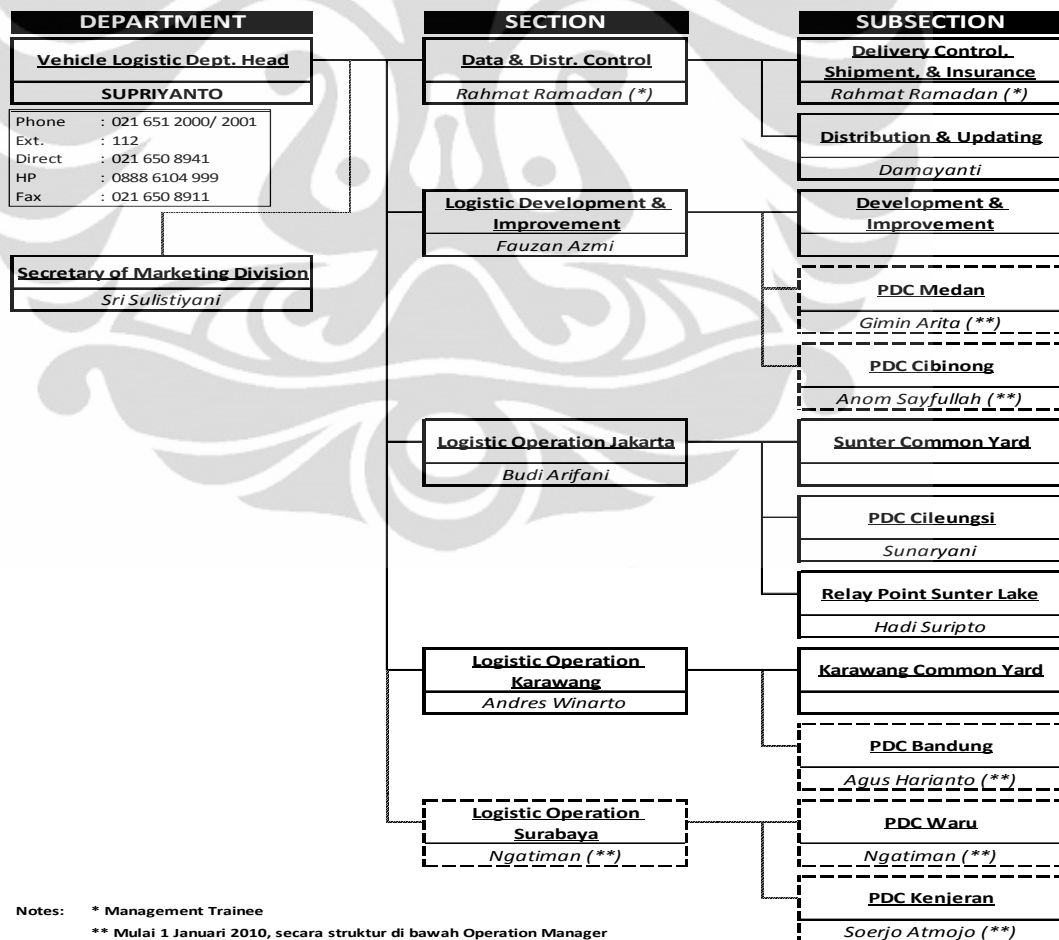 DEPARTMENT
Vehicle Logistic Dept. Head
SUPRIYANTO
Phone : 021 651 2000/ 2001
Ext. : 112
Direct : 021 650 8941
HP : 0888 6104 999
Fax : 021 650 8911
Secretary of Marketing Division
Sri Sulistiyani
SECTION
Data & Distr. Control
Rahmat Ramadan (*)
Logistic Development &
Improvement
Fauzan Azmi
Logistic Operation Jakarta
Budi Arifani
Logistic Operation
Karawang
Andres Winarto
Logistic Operation
Surabaya
Ngatiman (**)
SUBSECTION
Delivery Control,
Shipment, & Insurance
Rahmat Ramadan (*)
Distribution & Updating
Damayanti
Development &
Improvement
PDC Medan
Gimin Arita (**)
PDC Cibinong
Anom Sayfullah (**)
Sunter Common Yard
PDC Cileungsi
Sunaryani
Relay Point Sunter Lake
Hadi Suripto
Karawang Common Yard
PDC Bandung
Agus Harianto (**)
PDC Waru
Ngatiman (**)
PDC Kenjeran
Soerjo Atmojo (**)
Notes: * Management Trainee
** Mulai 1 Januari 2010, secara struktur di bawah Operation Manager